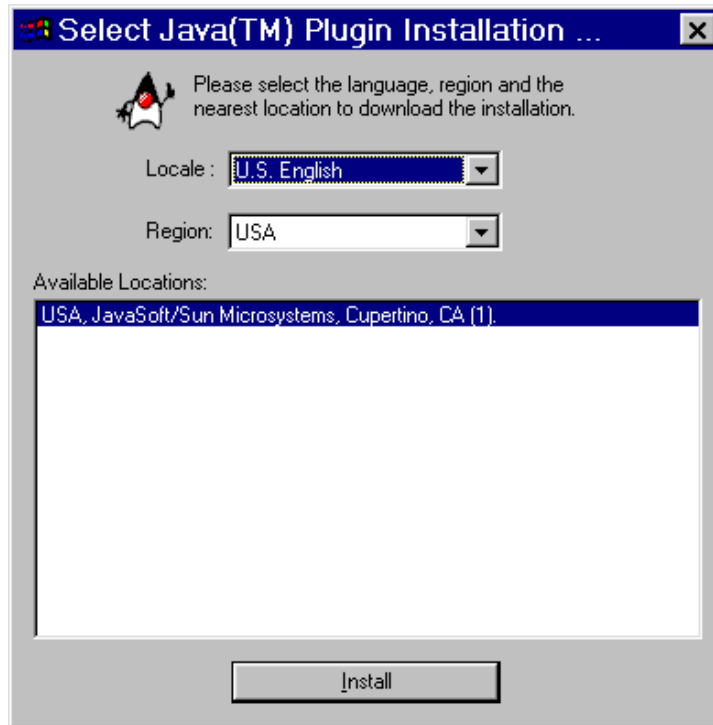 Select Java(TM) Plugin Installation ...
Please select the language, region and the
nearest location to download the installation.
Locale : U.S. English
Region: USA
Available Locations:
USA, JavaSoft/Sun Microsystems, Cupertino, CA (1).
Install